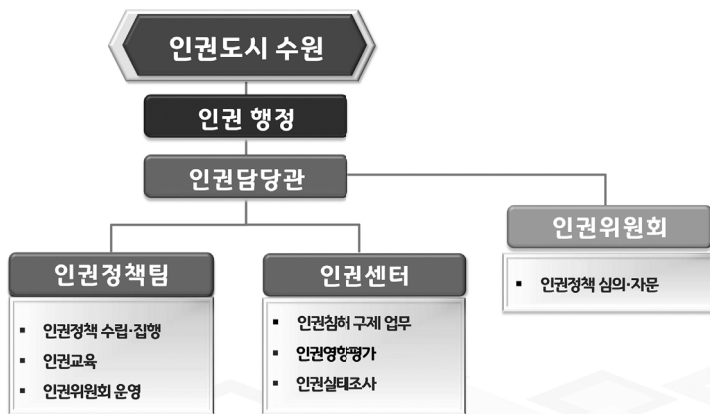 인권도시 수원
인권 행정
인권담당관
인권위원회
▪ 인권정책 심의·자문
인권정책팀
▪ 인권정책 수립·집행
▪ 인권교육
▪ 인권위원회 운영
인권센터
▪ 인권침허 구제 업무
▪ 인권영향평가
▪ 인권실태조사